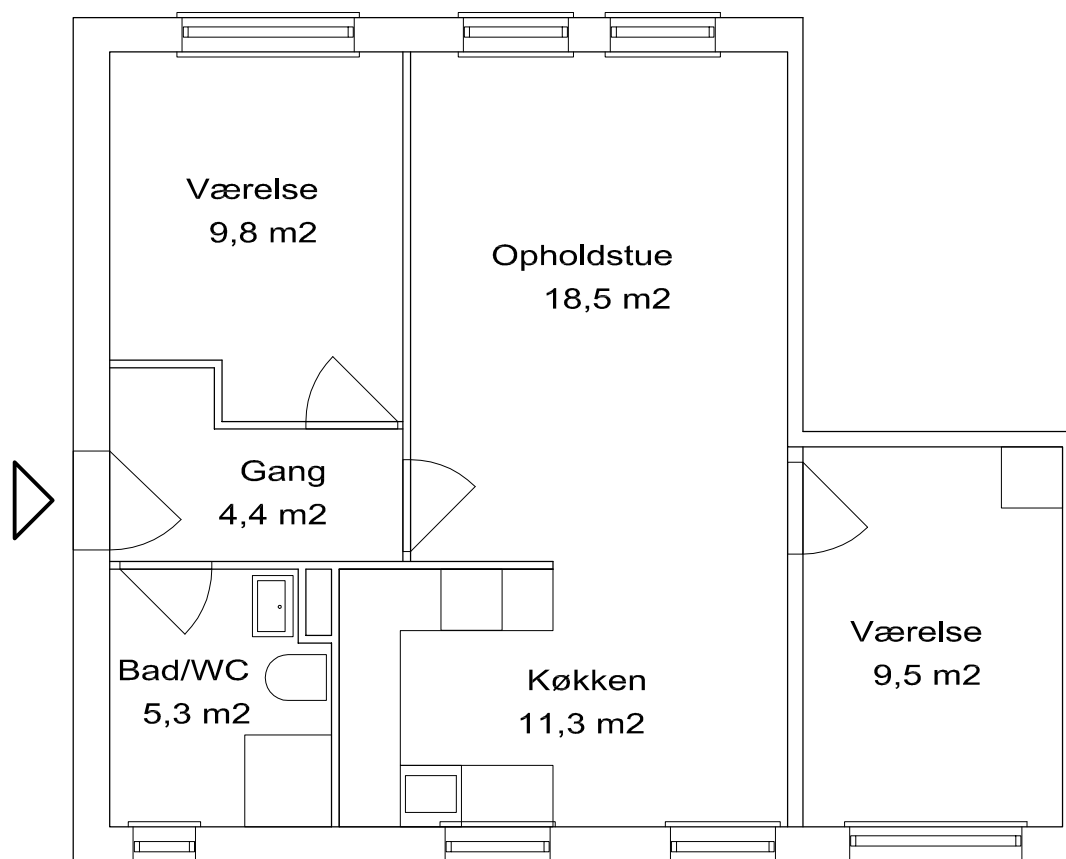 Værelse
9,8 m2
Opholdstue
18,5 m2
Gang
4,4 m2
Værelse
9,5 m2
Bad/WC
5,3 m2
Køkken
11,3 m2